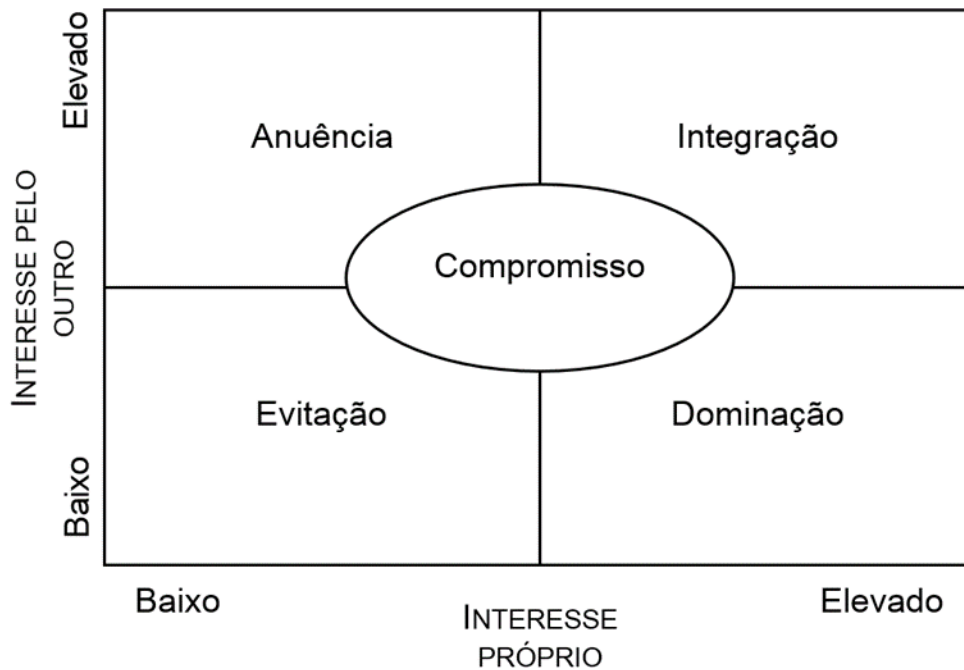 Elevado
Anuência
Integração
INTERESSE PELO
OUTRO
Compromisso
Evitação
Dominação
Baixo
Baixo
Elevado
INTERESSE
PRÓPRIO